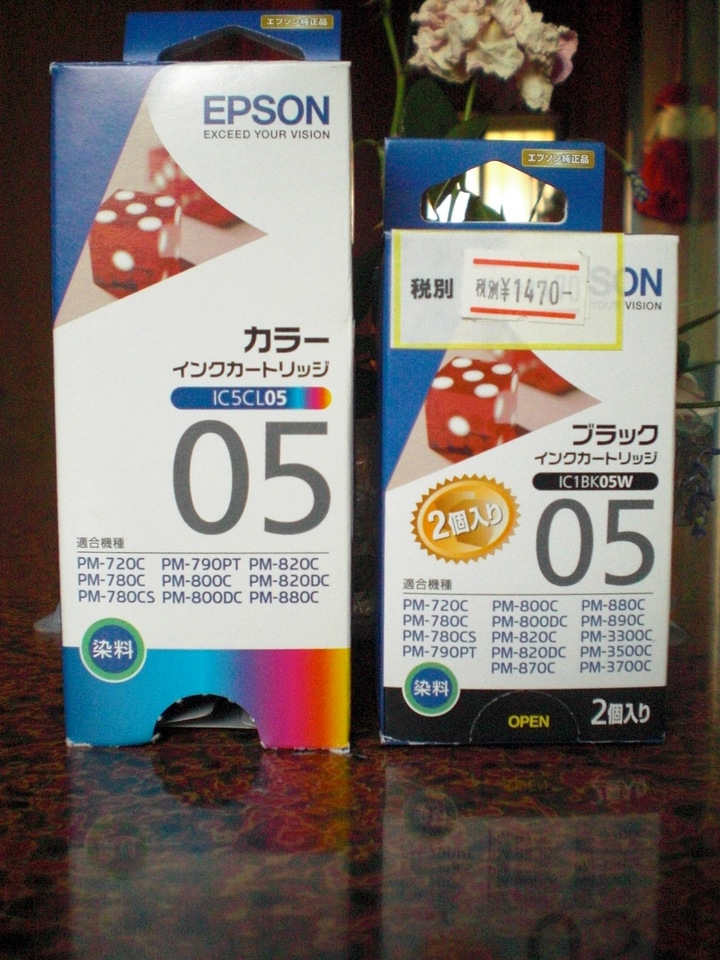 エプソン純正品
EPSON
EXCEED YOUR VISION
カラー
インクカートリッジ
IC5CL05
05
適合機種
PM-720C PM-790PT PM-820C
PM-780C PM-800C PM-820DC
PM-780CS PM-800DC PM-880C
染料
エプソン純正品
税別
税別¥1470-
SON
YOUR VISION
ブラック
インクカートリッジ
IC1BK05W
2個入り
05
適合機種
PM-720C PM-800C PM-880C
PM-780C PM-800DC PM-890C
PM-780CS PM-820C PM-3300C
PM-790PT PM-820DC PM-3500C
PM-870C PM-3700C
染料
OPEN
2個入り